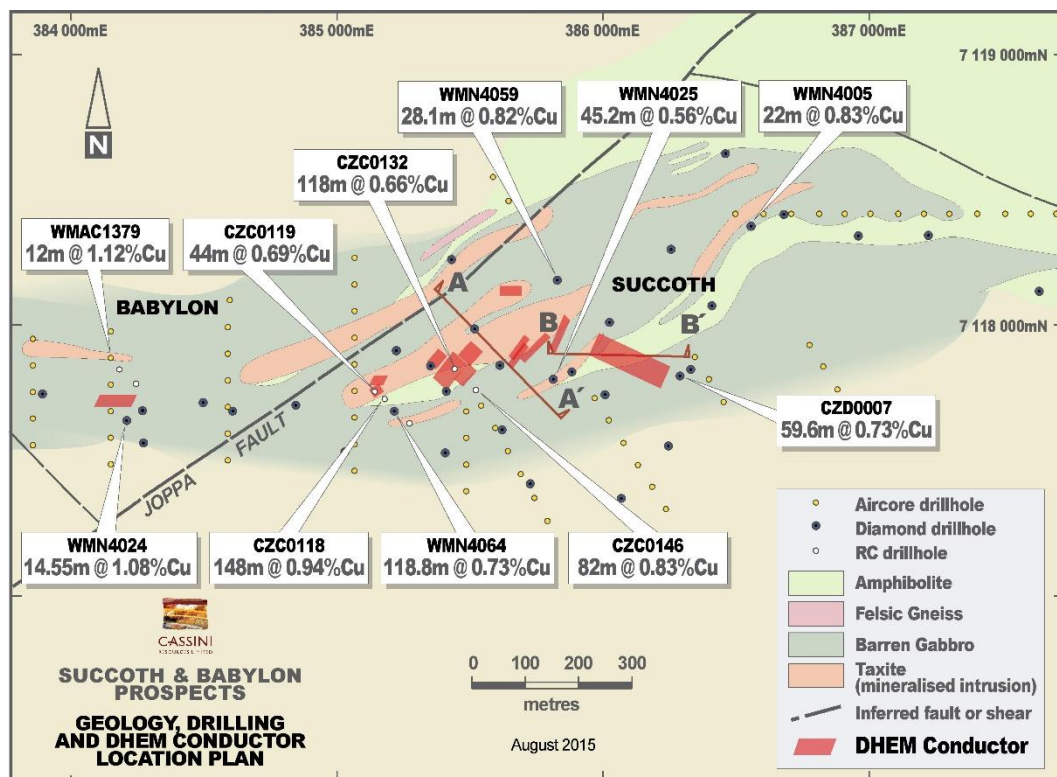 384 000mE
385 000mE
386 000mE
387 000mE
7 119 000mN
N
WMN4059
28.1m @ 0.82%Cu
WMN4025
45.2m @ 0.56%Cu
WMN4005
22m @ 0.83%Cu
CZC0132
118m @ 0.66%Cu
WMAC1379
12m @ 1.12%Cu
CZC0119
44m @ 0.69%Cu
BABYLON
SUCCOTH
A
B
B´
A´
7 118 000mN
JOPPA FAULT
CZD0007
59.6m @ 0.73%Cu
WMN4024
14.55m @ 1.08%Cu
CZC0118
148m @ 0.94%Cu
WMN4064
118.8m @ 0.73%Cu
CZC0146
82m @ 0.83%Cu
CASSINI
RESOURCES LIMITED
SUCCOTH & BABYLON
PROSPECTS
GEOLOGY, DRILLING
AND DHEM CONDUCTOR
LOCATION PLAN
0 100 200 300
metres
August 2015
Aircore drillhole
Diamond drillhole
RC drillhole
Amphibolite
Felsic Gneiss
Barren Gabbro
Taxite
(mineralised intrusion)
Inferred fault or shear
DHEM Conductor